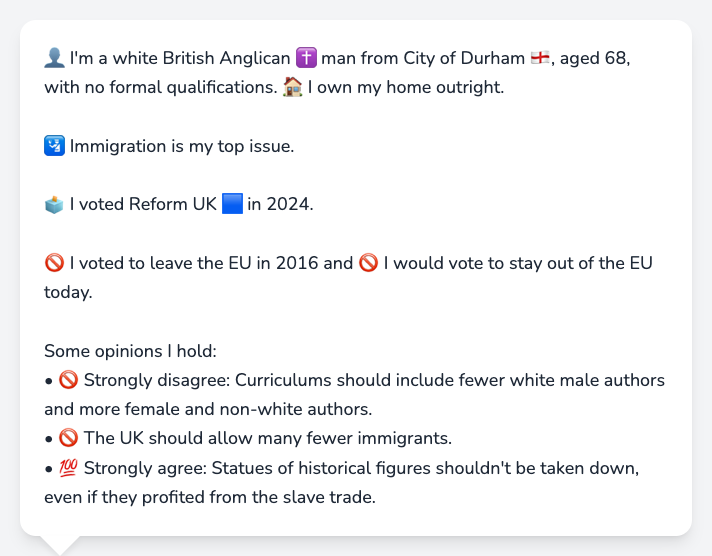 👤 I'm a white British Anglican ✝️ man from City of Durham 🏴󠁧󠁢󠁥󠁮󠁧󠁿, aged 68,
with no formal qualifications. 🏠 I own my home outright.
🛂 Immigration is my top issue.
🗳️ I voted Reform UK 🟦 in 2024.
🚫 I voted to leave the EU in 2016 and 🚫 I would vote to stay out of the EU
today.
Some opinions I hold:
• 🚫 Strongly disagree: Curriculums should include fewer white male authors
and more female and non-white authors.
• 🚫 The UK should allow many fewer immigrants.
• 💯 Strongly agree: Statues of historical figures shouldn't be taken down,
even if they profited from the slave trade.